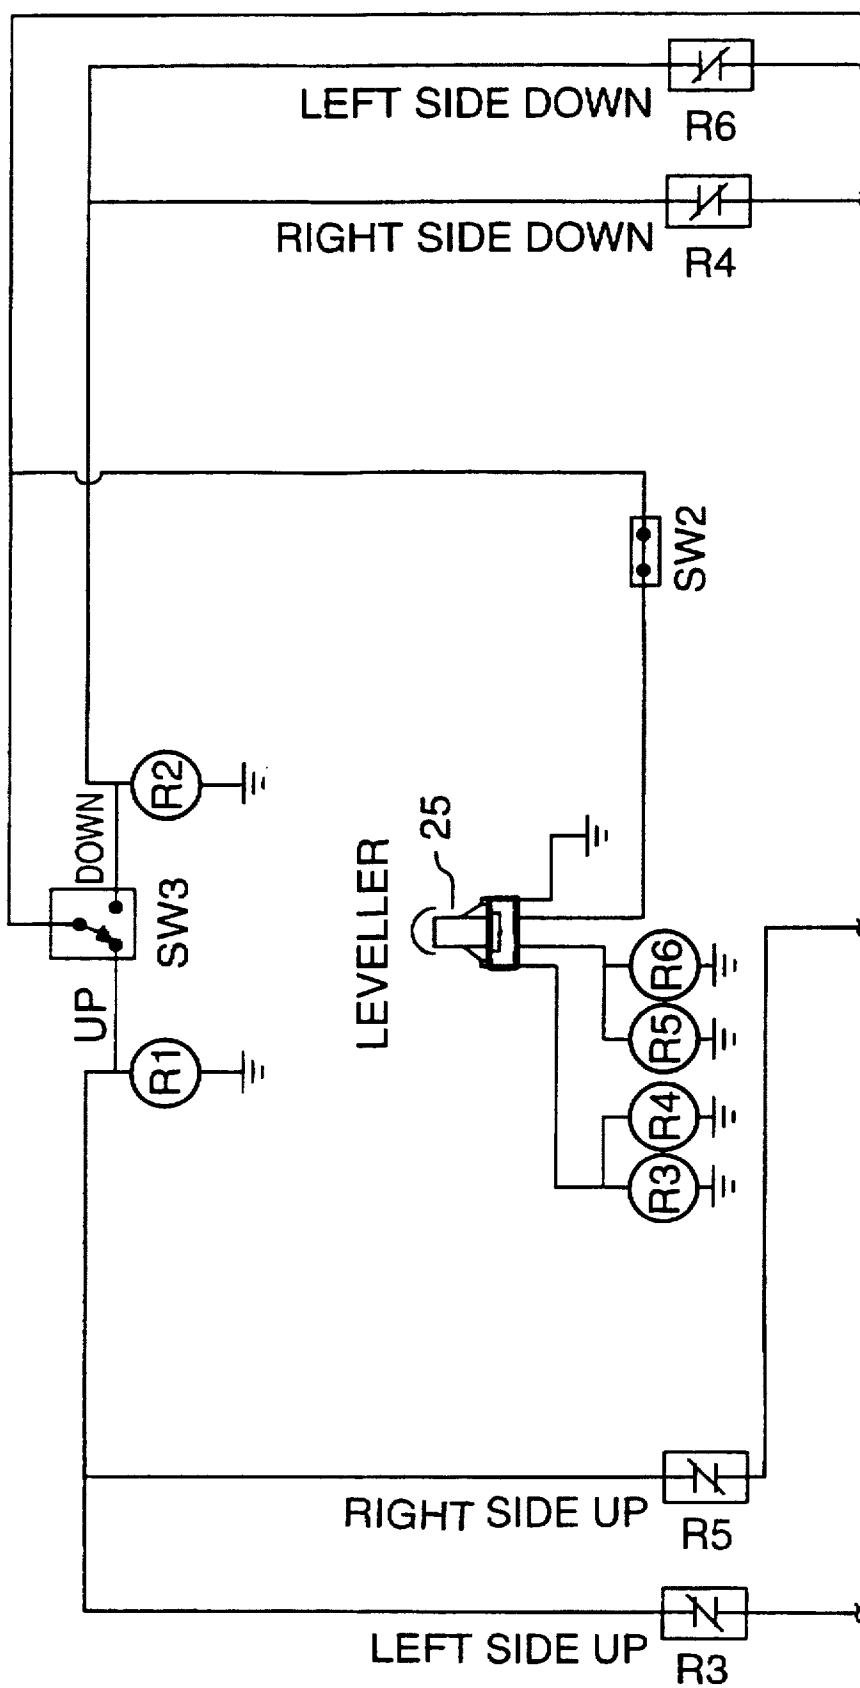 LEFT SIDE DOWN
R6
RIGHT SIDE DOWN
R4
SW2
R2
DOWN
SW3
UP
R1
LEVELLER
25
R6
R5
R4
R3
RIGHT SIDE UP
R5
LEFT SIDE UP
R3